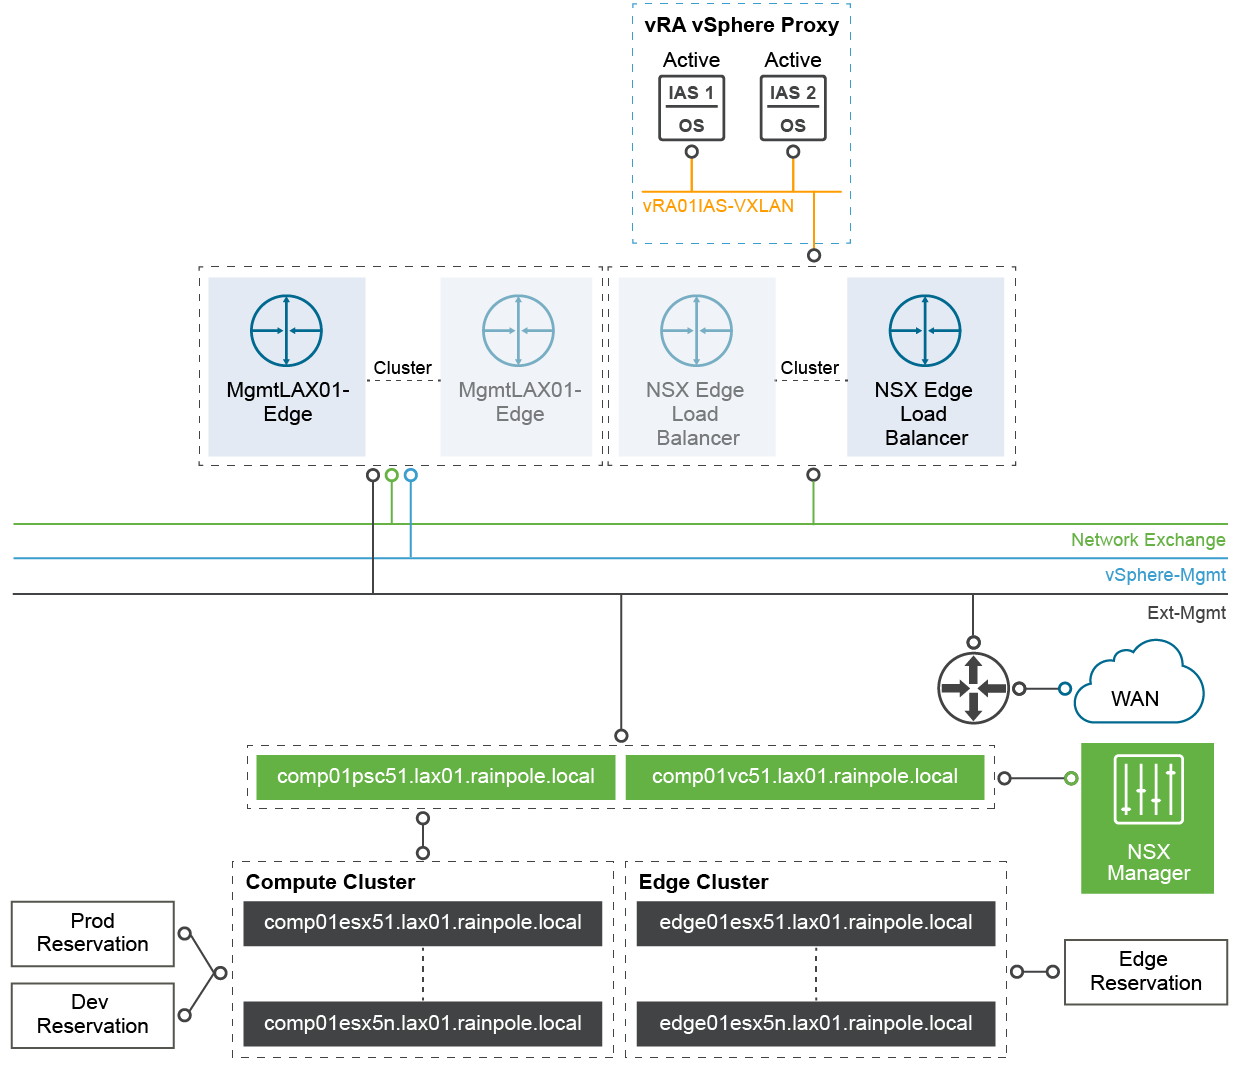 vRA vSphere Proxy
Active
Active
IAS 1
OS
IAS 2
OS
vRA01IAS-VXLAN
MgmtLAX01-
Edge
Cluster
MgmtLAX01-
Edge
NSX Edge
Load
Balancer
Cluster
NSX Edge
Load
Balancer
Network Exchange
vSphere-Mgmt
Ext-Mgmt
WAN
comp01psc51.lax01.rainpole.local
comp01vc51.lax01.rainpole.local
NSX
Manager
Compute Cluster
comp01esx51.lax01.rainpole.local
comp01esx5n.lax01.rainpole.local
Edge Cluster
edge01esx51.lax01.rainpole.local
edge01esx5n.lax01.rainpole.local
Prod
Reservation
Dev
Reservation
Edge
Reservation